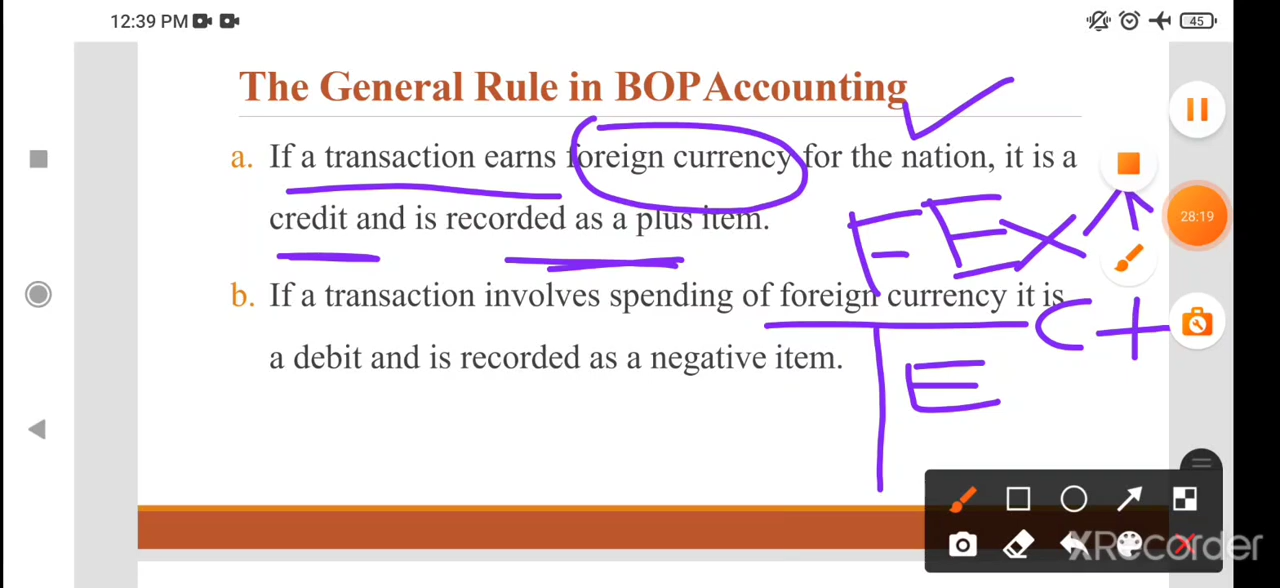 12:39 PM
45
The General Rule in BOP Accounting
a. If a transaction earns foreign currency for the nation, it is a
credit and is recorded as a plus item.
FEx
28:19
b. If a transaction involves spending of foreign currency it is
C+
a debit and is recorded as a negative item.
TE
XRecorder